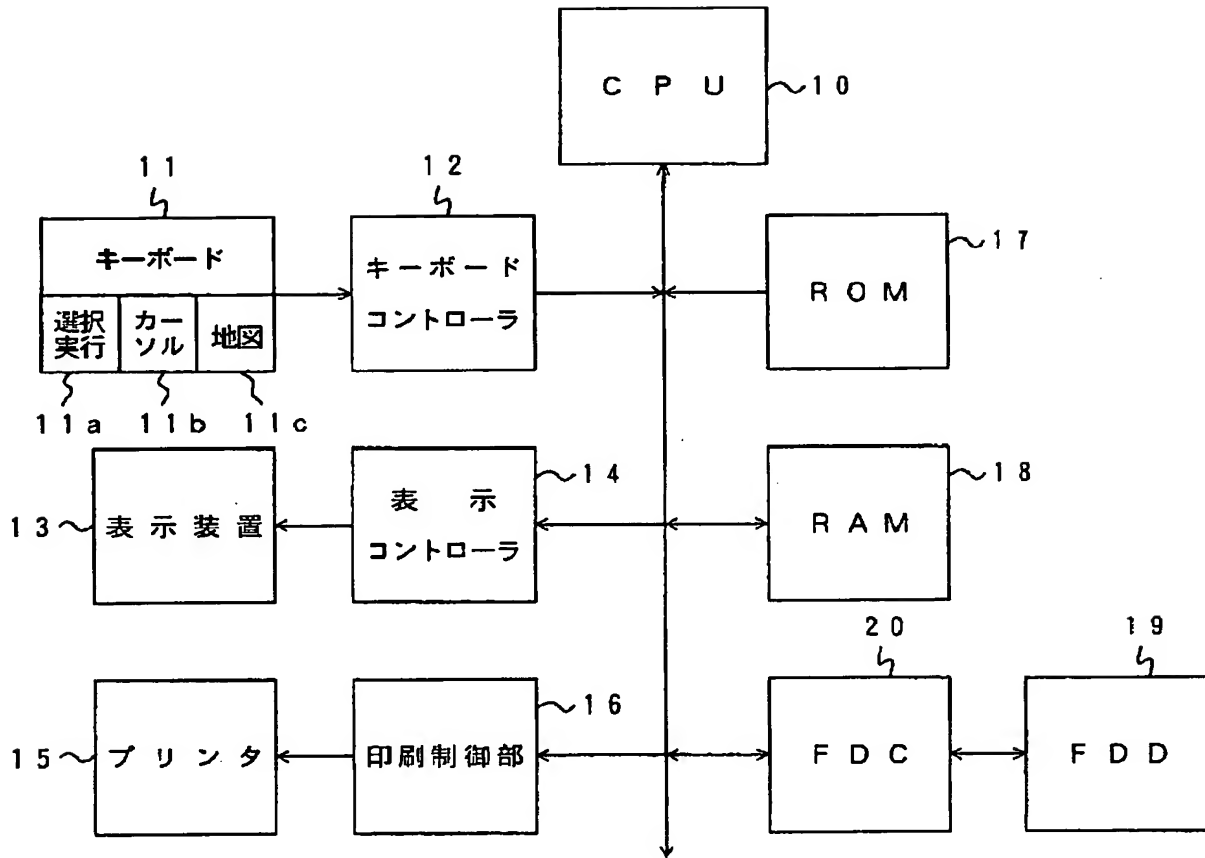 CPU
10
11
12
キーボード
選択
実行
カー
ソル
地図
11a
11b
11c
キーボード
コントローラ
ROM
17
13
表示装置
表示
コントローラ
14
RAM
18
15
プリンタ
印刷制御部
16
20
FDC
19
FDD